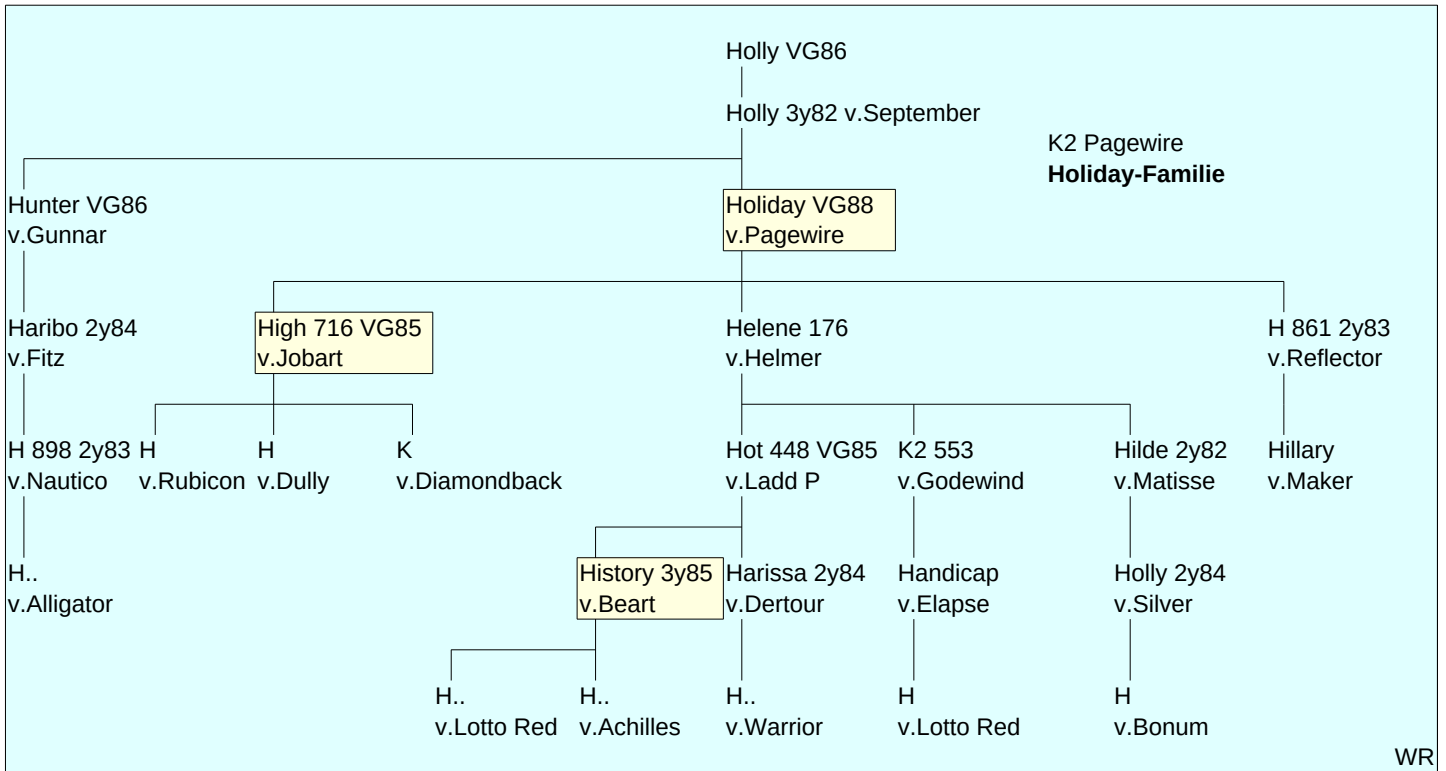 Holly VG86
Holly 3y82 v.September
K2 Pagewire
Holiday-Familie
Hunter VG86
v.Gunnar
Holiday VG88
v.Pagewire
Haribo 2y84
v.Fitz
High 716 VG85
v.Jobart
Helene 176
v.Helmer
H 861 2y83
v.Reflector
H 898 2y83
v.Nautico
H
v.Rubicon
H
v.Dully
K
v.Diamondback
Hot 448 VG85
v.Ladd P
K2 553
v.Godewind
Hilde 2y82
v.Matisse
Hillary
v.Maker
H..
v.Alligator
History 3y85
v.Beart
Harissa 2y84
v.Dertour
Handicap
v.Elapse
Holly 2y84
v.Silver
H..
v.Lotto Red
H..
v.Achilles
H..
v.Warrior
H
v.Lotto Red
H
v.Bonum
WR